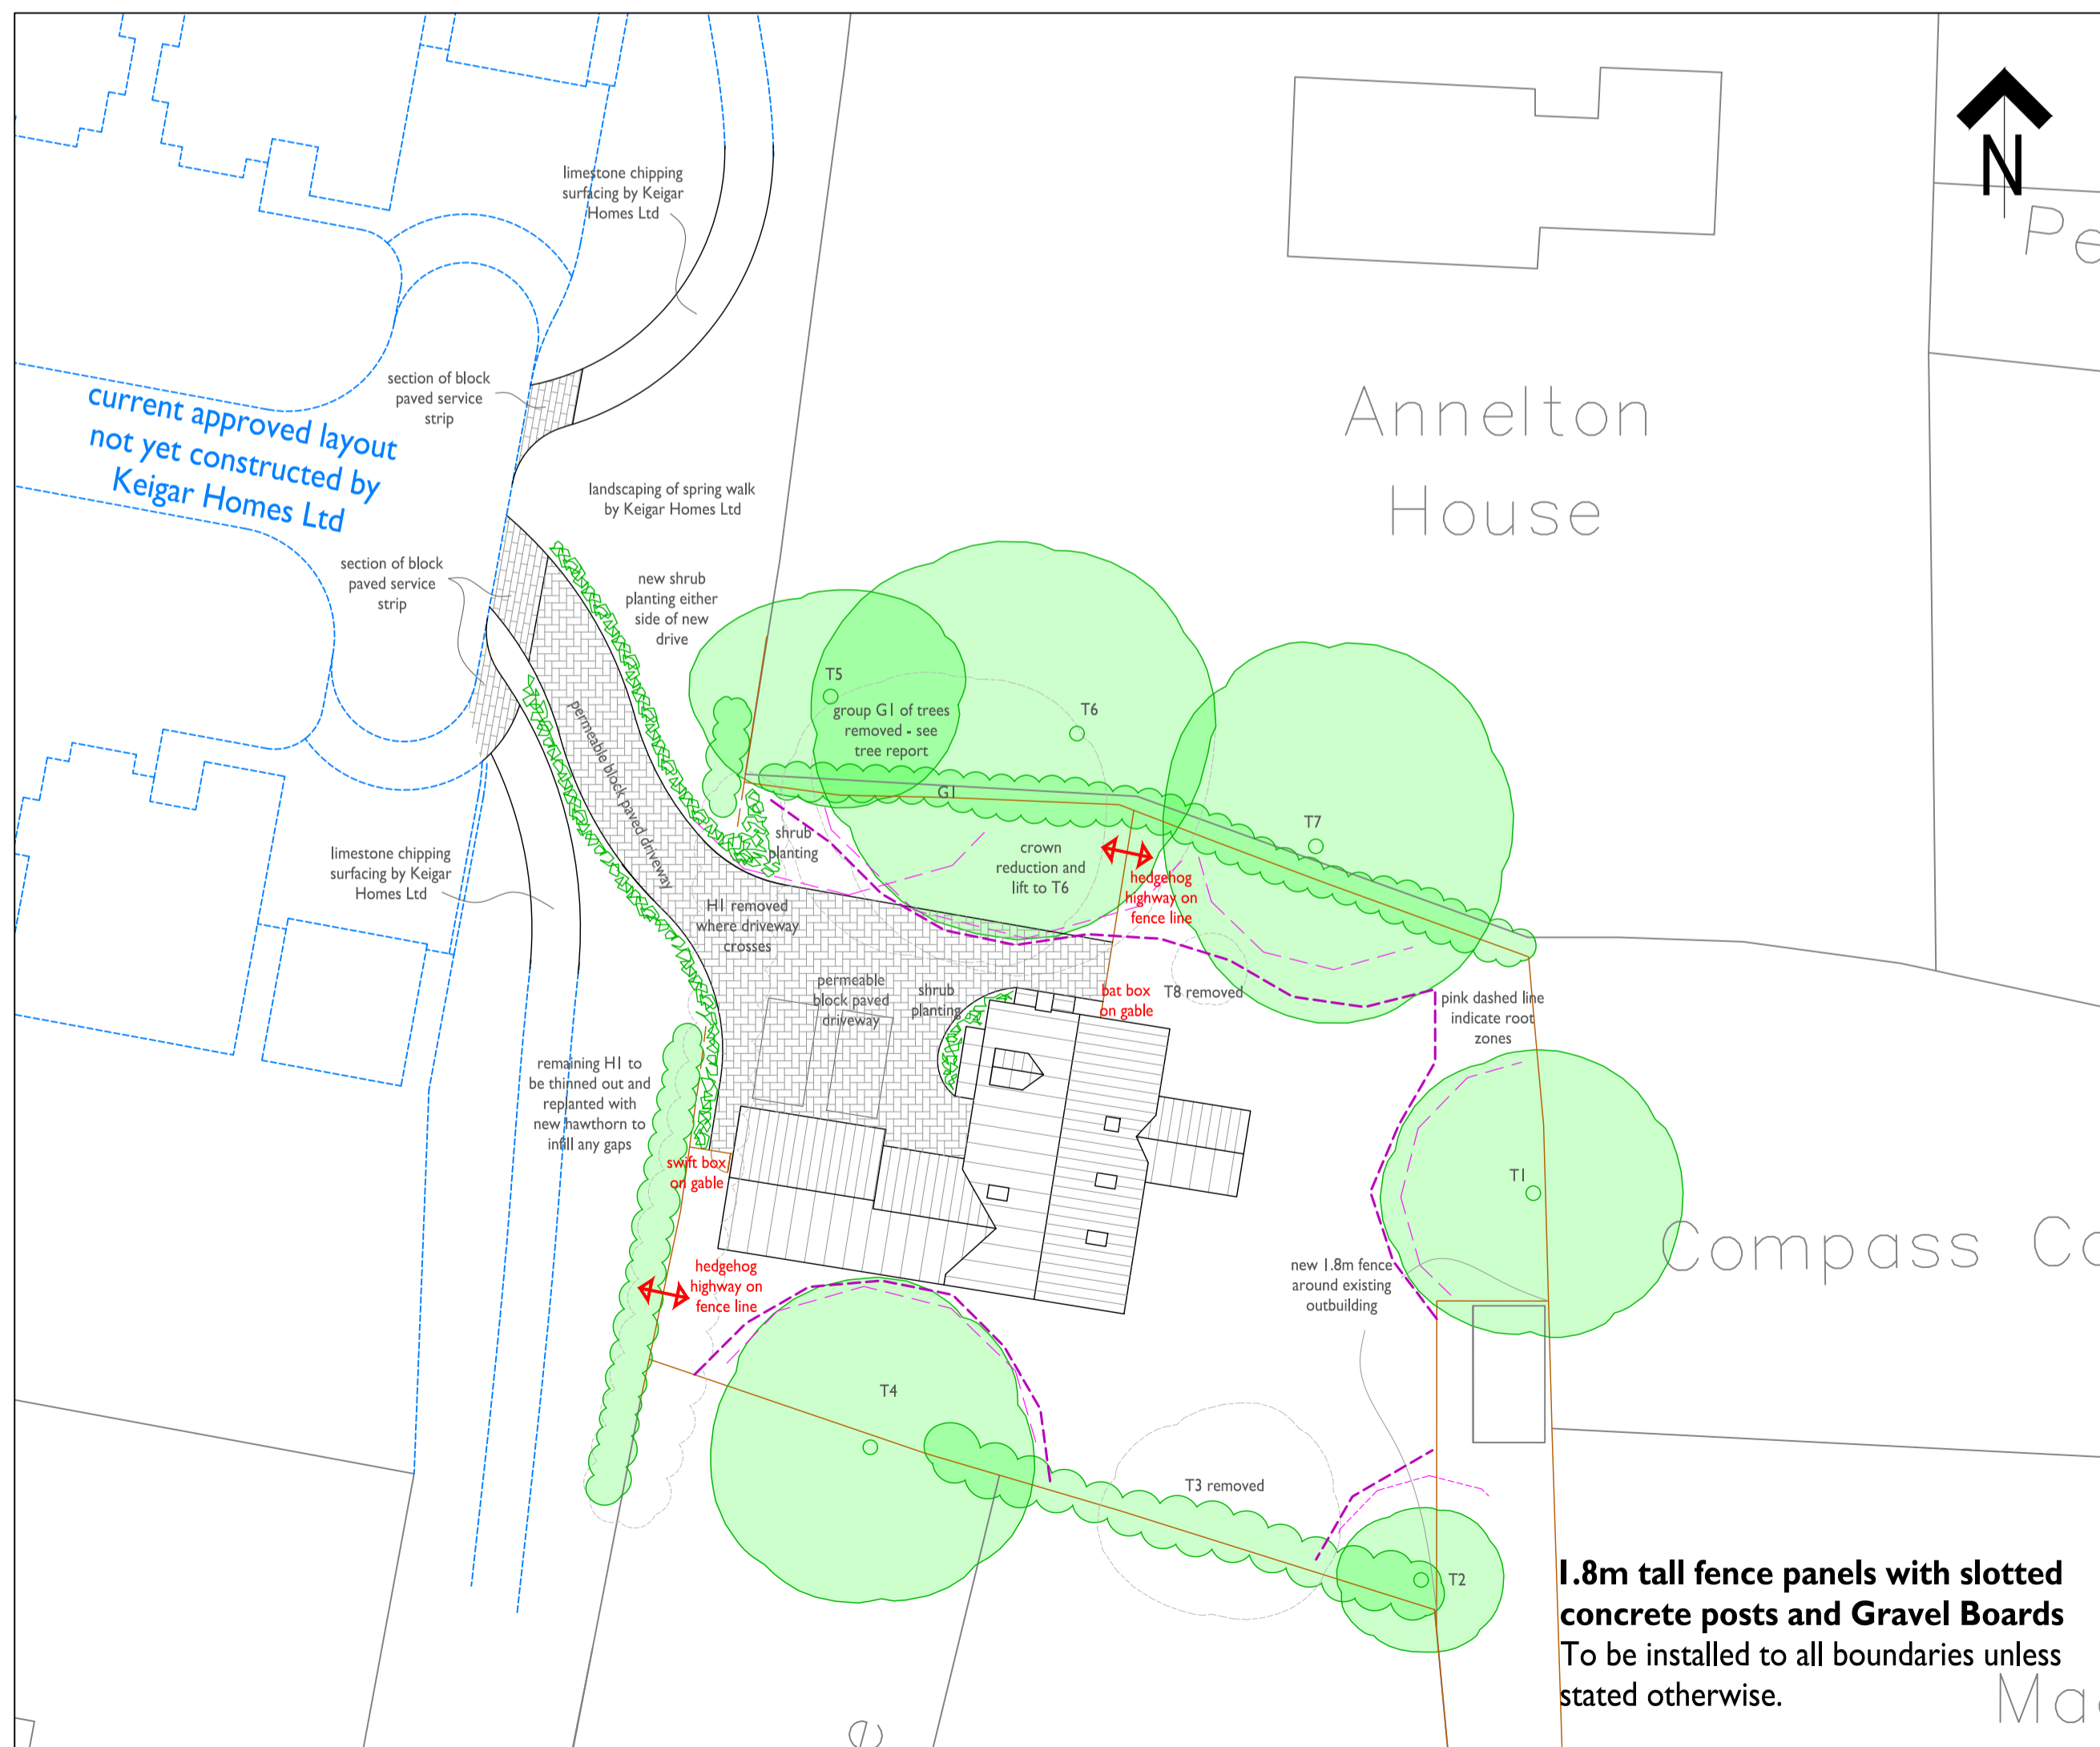 N
Pe
limestone chipping
surfacing by Keigar
Homes Ltd
section of block
paved service
strip
current approved layout
not yet constructed by
Keigar Homes Ltd
Annelton
House
landscaping of spring walk
by Keigar Homes Ltd
section of block
paved service
strip
new shrub
planting either
side of new
drive
T5
group G1 of trees
removed - see
tree report
T6
G1
T7
permeable block paved driveway
shrub
planting
crown
reduction and
lift to T6
hedgehog
highway on
fence line
limestone chipping
surfacing by Keigar
Homes Ltd
H1 removed
where driveway
crosses
permeable
block paved
driveway
shrub
planting
bat box
on gable
T8 removed
pink dashed line
indicate root
zones
remaining H1 to
be thinned out and
replanted with
new hawthorn to
infill any gaps
swift box
on gable
T1
Compass Co
hedgehog
highway on
fence line
new 1.8m fence
around existing
outbuilding
T4
T3 removed
T2
1.8m tall fence panels with slotted
concrete posts and Gravel Boards
To be installed to all boundaries unless
stated otherwise.
Ma
e